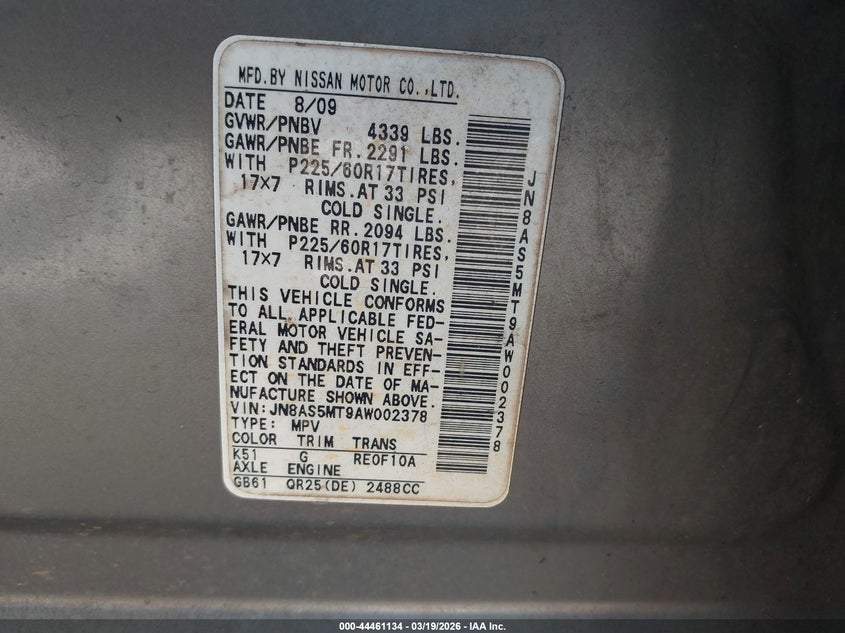 MFD.BY NISSAN MOTOR CO.,LTD.
DATE 8/09
GVWR/PNBV 4339 LBS.
GAWR/PNBE FR.2291 LBS.
WITH P225/60R17TIRES,
17×7 RIMS.AT 33 PSI
COLD SINGLE.
GAWR/PNBE RR.2094 LBS.
WITH P225/60R17TIRES,
17×7 RIMS.AT 33 PSI
COLD SINGLE.
THIS VEHICLE CONFORMS
TO ALL APPLICABLE FED-
ERAL MOTOR VEHICLE SA-
FETY AND THEFT PREVEN-
TION STANDARDS IN EFF-
ECT ON THE DATE OF MA-
NUFACTURE SHOWN ABOVE.
VIN:JN8AS5MT9AW002378
TYPE: MPV
COLOR TRIM TRANS
K51 G RE0F10A
AXLE ENGINE
GB61 QR25(DE) 2488CC
JN8AS5MT9AW002378
000-44461134 - 03/19/2026 - IAA Inc.